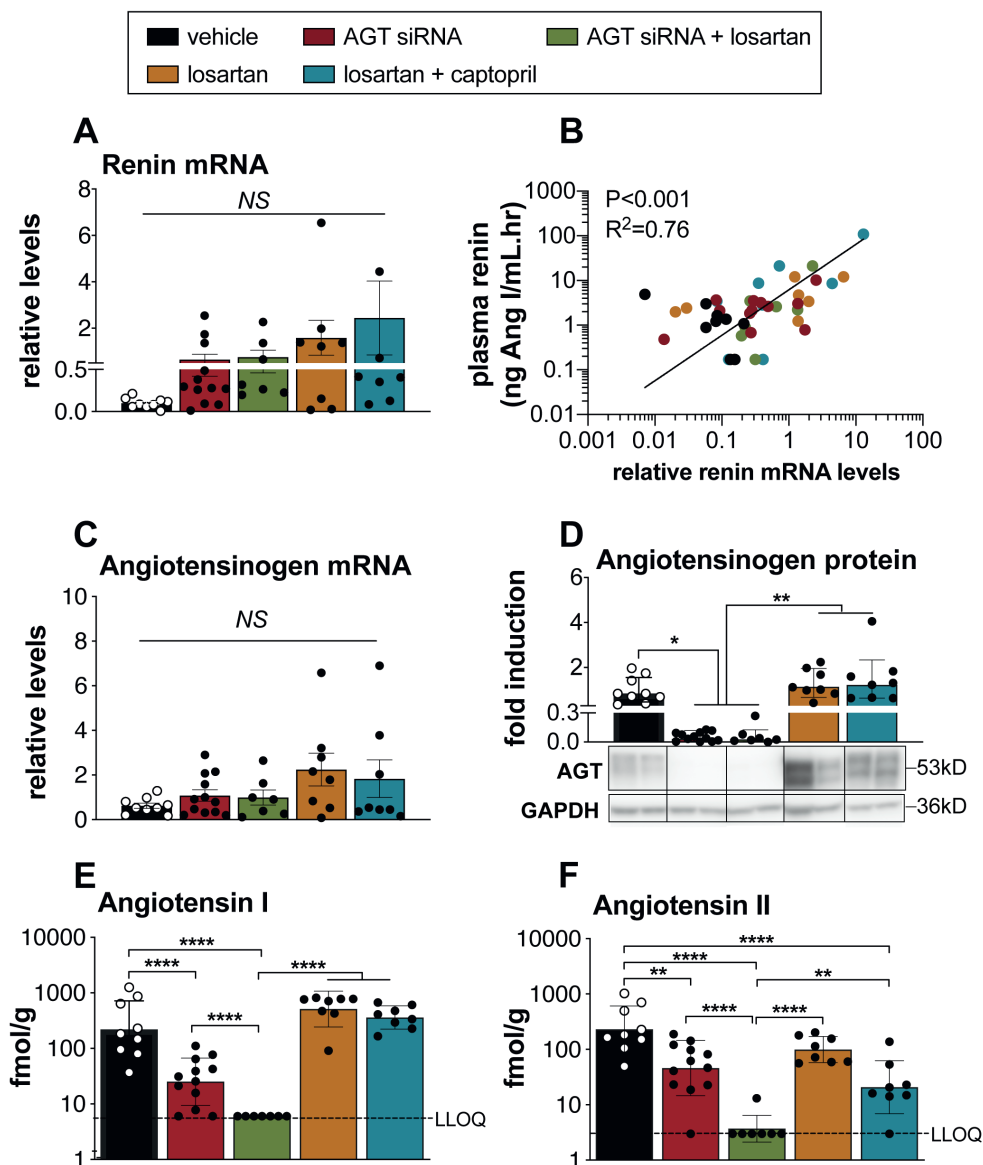 vehicle AGT siRNA AGT siRNA + losartan
losartan losartan + captopril
A
Renin mRNA
8
6
4
2
0.5
0.0
relative levels
NS
B
P<0.001
R²=0.76
1000
100
10
1
0.1
0.01
plasma renin
(ng Ang I/mL.hr)
0.001 0.01 0.1 1 10 100
relative renin mRNA levels
C
Angiotensinogen mRNA
10
8
6
4
2
0
relative levels
NS
D
Angiotensinogen protein
6
4
2
0.3
0.0
fold induction
*
**
AGT
–53kD
GAPDH
–36kD
E
Angiotensin I
10000
1000
100
10
1
fmol/g
****
****
****
****
LLOQ
F
Angiotensin II
10000
1000
100
10
1
fmol/g
****
****
**
**
****
****
LLOQ